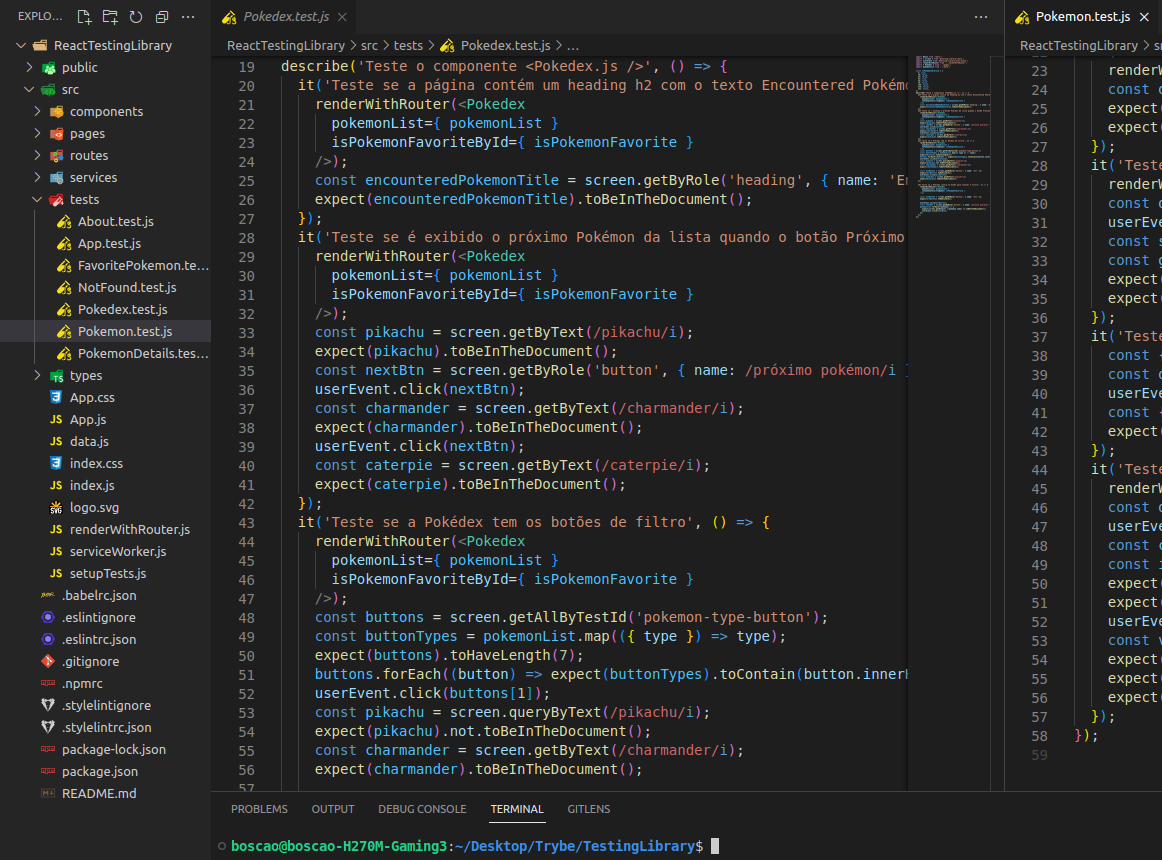 EXPLO...
ReactTestingLibrary
public
src
components
pages
routes
services
tests
About.test.js
App.test.js
FavoritePokemon.te...
NotFound.test.js
Pokedex.test.js
Pokemon.test.js
PokemonDetails.tes...
types
App.css
App.js
data.js
index.css
index.js
logo.svg
renderWithRouter.js
serviceWorker.js
setupTests.js
.babelrc.json
.eslintignore
.eslintrc.json
.gitignore
.npmrc
.stylelintignore
.stylelintrc.json
package-lock.json
package.json
README.md
Pokedex.test.js
ReactTestingLibrary > src > tests > Pokedex.test.js > ...
19 describe('Teste o componente <Pokedex.js />', () => {
20 it('Teste se a página contém um heading h2 com o texto Encountered Pokémo
21 renderWithRouter(<Pokedex
22 pokemonList={ pokemonList }
23 isPokemonFavoriteById={ isPokemonFavorite }
24 />);
25 const encounteredPokemonTitle = screen.getByRole('heading', { name: 'En
26 expect(encounteredPokemonTitle).toBeInTheDocument();
27 });
28 it('Teste se é exibido o próximo Pokémon da lista quando o botão Próximo
29 renderWithRouter(<Pokedex
30 pokemonList={ pokemonList }
31 isPokemonFavoriteById={ isPokemonFavorite }
32 />);
33 const pikachu = screen.getByText(/pikachu/i);
34 expect(pikachu).toBeInTheDocument();
35 const nextBtn = screen.getByRole('button', { name: /próximo pokémon/i }
36 userEvent.click(nextBtn);
37 const charmander = screen.getByText(/charmander/i);
38 expect(charmander).toBeInTheDocument();
39 userEvent.click(nextBtn);
40 const caterpie = screen.getByText(/caterpie/i);
41 expect(caterpie).toBeInTheDocument();
42 });
43 it('Teste se a Pokédex tem os botões de filtro', () => {
44 renderWithRouter(<Pokedex
45 pokemonList={ pokemonList }
46 isPokemonFavoriteById={ isPokemonFavorite }
47 />);
48 const buttons = screen.getAllByTestId('pokemon-type-button');
49 const buttonTypes = pokemonList.map(({ type }) => type);
50 expect(buttons).toHaveLength(7);
51 buttons.forEach((button) => expect(buttonTypes).toContain(button.innerH
52 userEvent.click(buttons[1]);
53 const pikachu = screen.queryByText(/pikachu/i);
54 expect(pikachu).not.toBeInTheDocument();
55 const charmander = screen.getByText(/charmander/i);
56 expect(charmander).toBeInTheDocument();
57
Pokemon.test.js
ReactTestingLibrary > s
23 renderW
24 const
25 expect(
26 expect(
27 });
28 it('Teste
29 renderW
30 const
31 userEve
32 const
33 const
34 expect(
35 expect(
36 });
37 it('Teste
38 const
39 const
40 userEve
41 const
42 expect(
43 });
44 it('Teste
45 renderW
46 const
47 userEve
48 const
49 const
50 expect(
51 expect(
52 userEve
53 const
54 expect(
55 expect(
56 expect(
57 });
58 });
59
PROBLEMS OUTPUT DEBUG CONSOLE TERMINAL GITLENS
boscao@boscao-H270M-Gaming3:~/Desktop/Trybe/TestingLibrary$